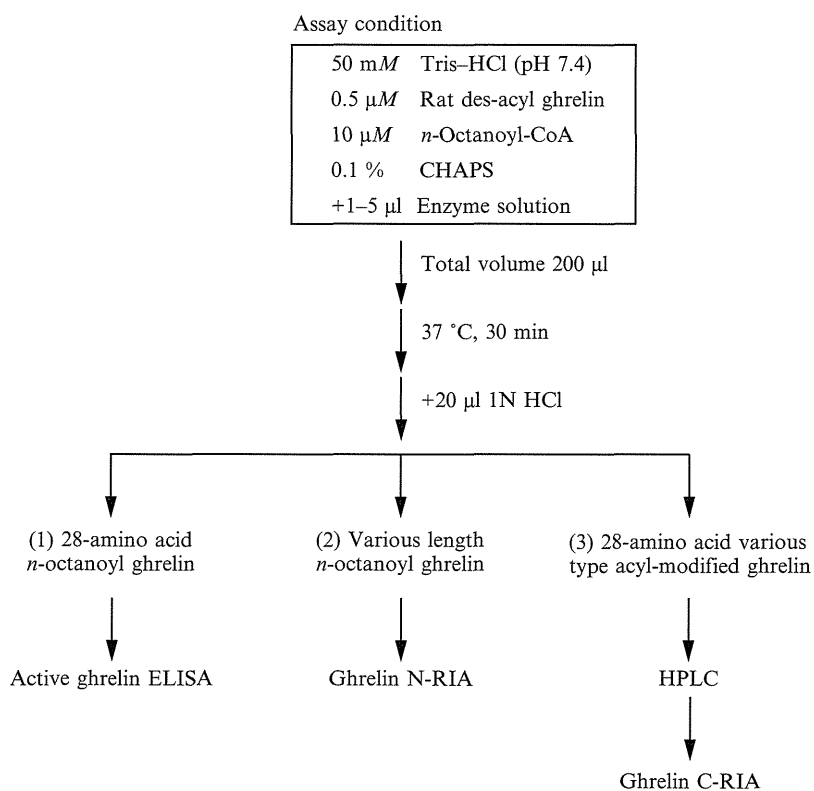 Assay condition
50 mM Tris–HCl (pH 7.4)
0.5 μM Rat des-acyl ghrelin
10 μM n-Octanoyl-CoA
0.1 % CHAPS
+1–5 μl Enzyme solution
Total volume 200 μl
37 ˚C, 30 min
+20 μl 1N HCl
(1) 28-amino acid
n-octanoyl ghrelin
(2) Various length
n-octanoyl ghrelin
(3) 28-amino acid various
type acyl-modified ghrelin
Active ghrelin ELISA
Ghrelin N-RIA
HPLC
Ghrelin C-RIA